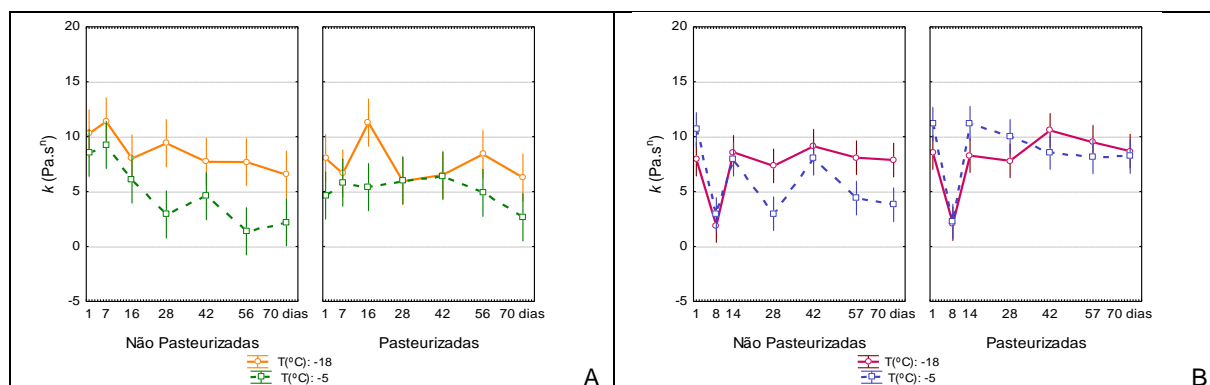 20
15
10
5
0
-5
k (Pa.sⁿ)
1 7 16 28 42 56 70 dias
Não Pasteurizadas
1 7 16 28 42 56 70 dias
Pasteurizadas
T(ºC): -18
T(ºC): -5
A
20
15
10
5
0
-5
k (Pa.sⁿ)
1 8 14 28 42 57 70 dias
Não Pasteurizadas
1 8 14 28 42 57 70 dias
Pasteurizadas
T(ºC): -18
T(ºC): -5
B